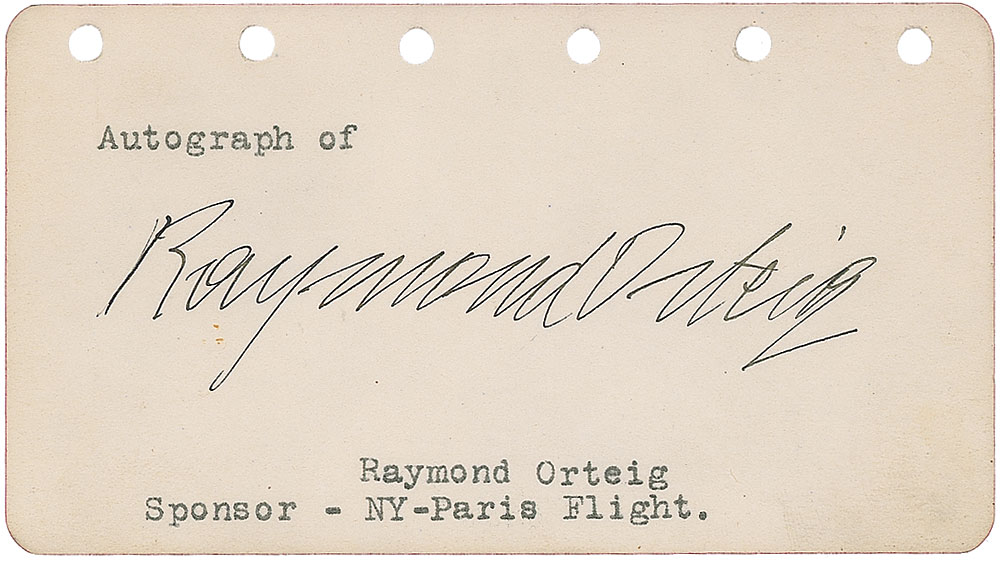 Autograph of
Raymond Orteig
Raymond Orteig
Sponsor - NY-Paris Flight.